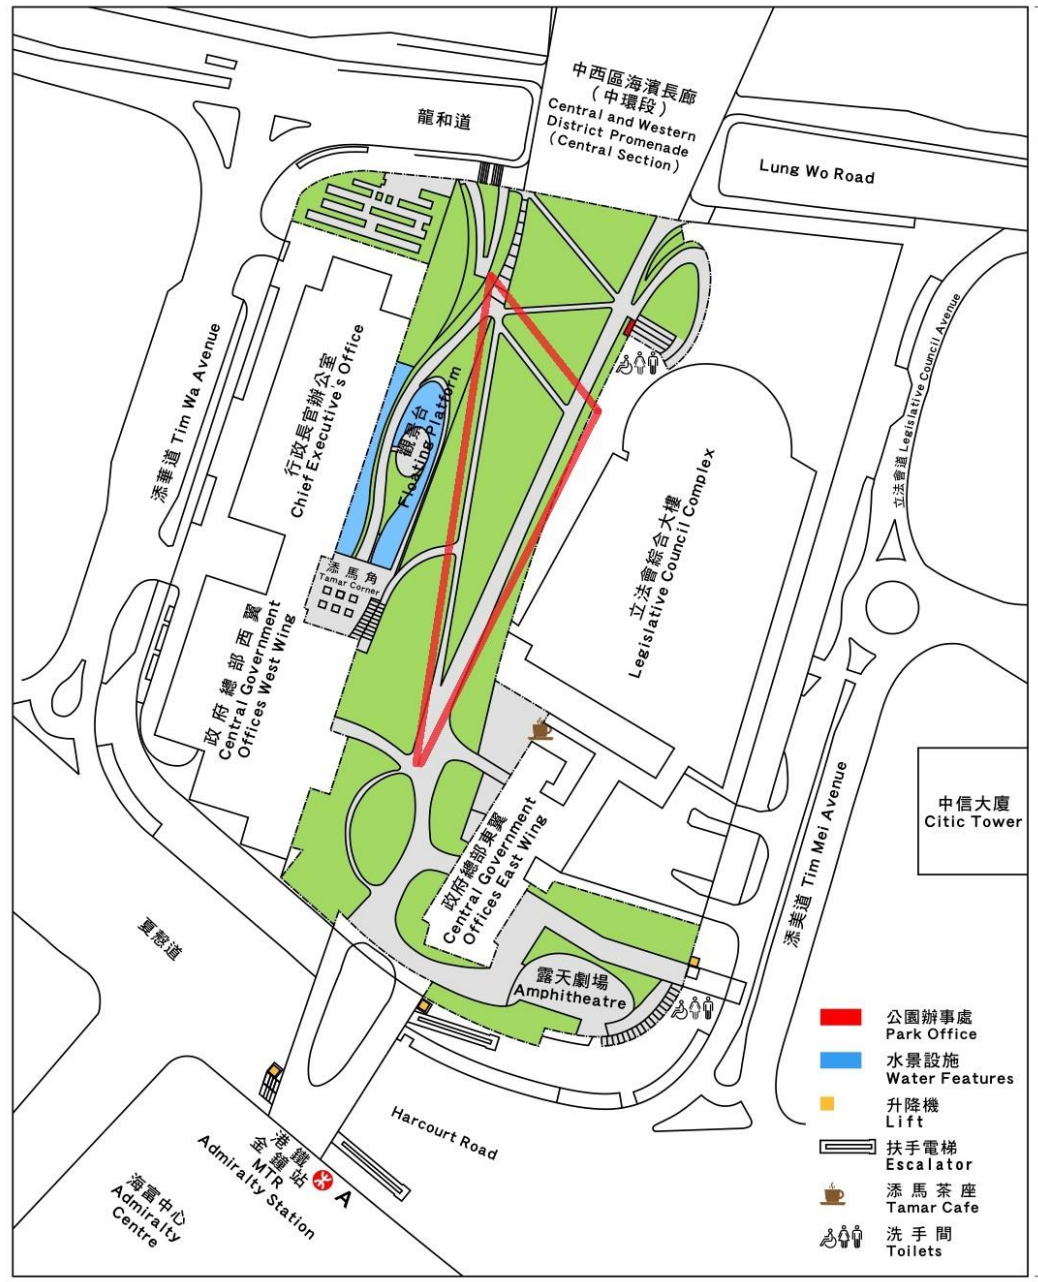 中西區海濱長廊
(中環段)
Central and Western
District Promenade
(Central Section)
龍和道
Lung Wo Road
添華道 Tim Wa Avenue
行政長官辦公室
Chief Executive's Office
觀景台
Floating Platform
立法會道 Legislative Council Avenue
立法會綜合大樓
Legislative Council Complex
添馬角
Tamar Corner
政府總部西翼
Central Government
Offices West Wing
政府總部東翼
Central Government
Offices East Wing
添美道 Tim Mei Avenue
中信大廈
Citic Tower
夏慤道
露天劇場
Amphitheatre
Harcourt Road
港鐵
金鐘站
MTR
Admiralty Station
A
海富中心
Admiralty
Centre
公園辦事處
Park Office
水景設施
Water Features
升降機
Lift
扶手電梯
Escalator
添馬茶座
Tamar Cafe
洗手間
Toilets